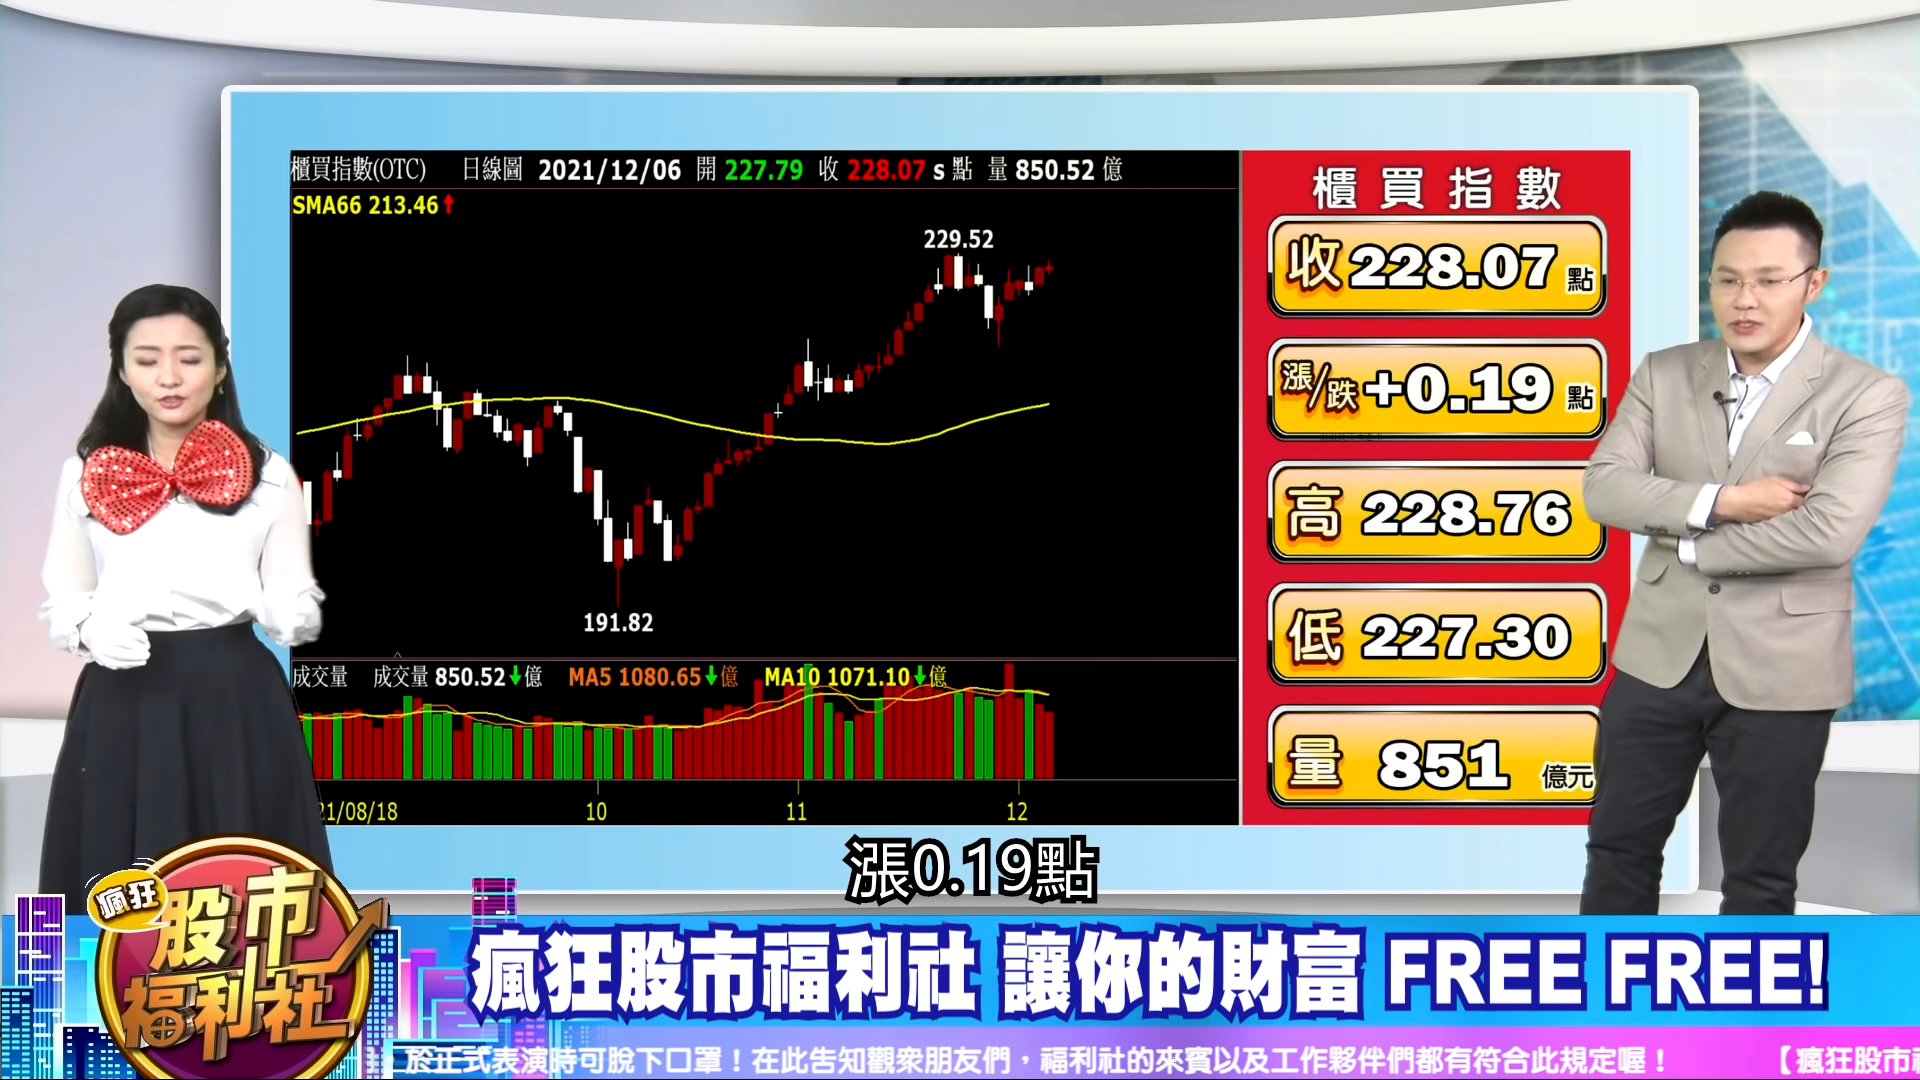 櫃買指數(OTC) 日線圖 2021/12/06 開 227.79 收 228.07 s 點 量 850.52 億
SMA66 213.46
229.52
191.82
成交量 成交量 850.52 億 MA5 1080.65 億 MA10 1071.10 億
21/08/18 10 11 12
櫃買指數
收 228.07 點
漲/跌 +0.19 點
高 228.76
低 227.30
量 851 億元
漲0.19點
瘋狂
股市
福利社
瘋狂股市福利社 讓你的財富 FREE FREE!
於正式表演時可脫下口罩！在此告知觀眾朋友們，福利社的來賓以及工作夥伴們都有符合此規定喔！ 【瘋狂股市